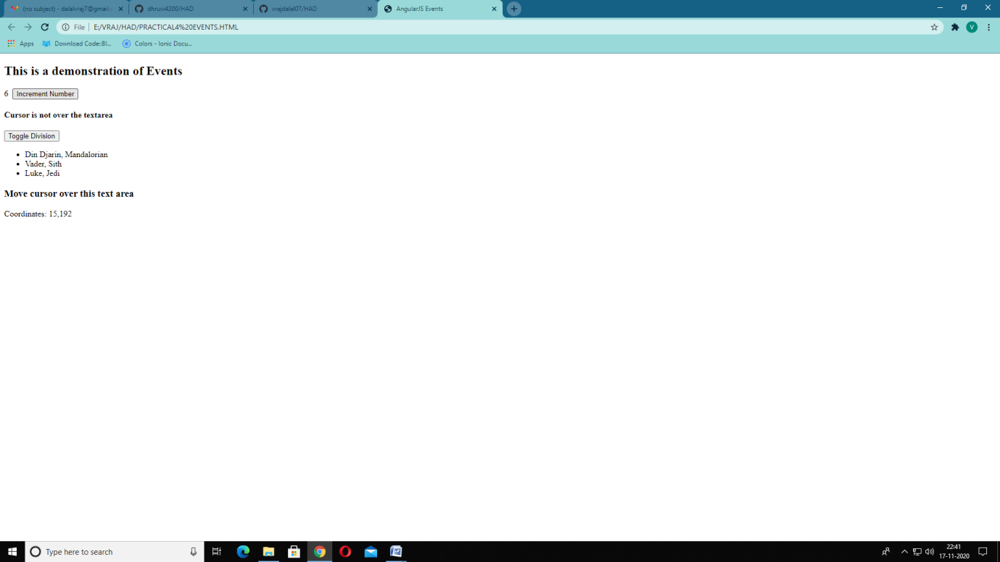 (no subject) - dalalvraj7@gmail.c
dhruvi4200/HAD
vrajdalal07/HAD
AngularJS Events
File
E:/VRAJ/HAD/PRACTICAL4%20EVENTS.HTML
V
Apps
Download Code::Bl...
Colors - Ionic Docu...
This is a demonstration of Events
6 Increment Number
Cursor is not over the textarea
Toggle Division
• Din Djarin, Mandalorian
• Vader, Sith
• Luke, Jedi
Move cursor over this text area
Coordinates: 15,192
Type here to search
22:41
17-11-2020